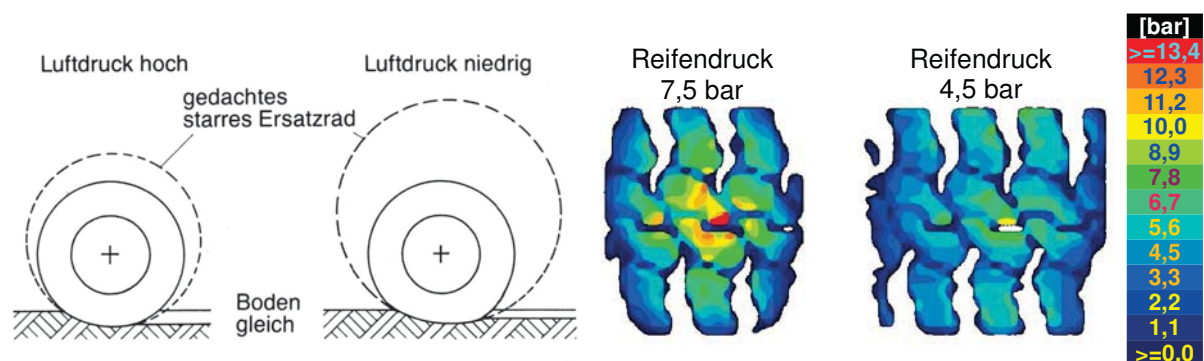 Luftdruck hoch
gedachtes
starres Ersatzrad
Luftdruck niedrig
Boden
gleich
Reifendruck
7,5 bar
Reifendruck
4,5 bar
[bar]
>=13,4
12,3
11,2
10,0
8,9
7,8
6,7
5,6
4,5
3,3
2,2
1,1
>=0,0